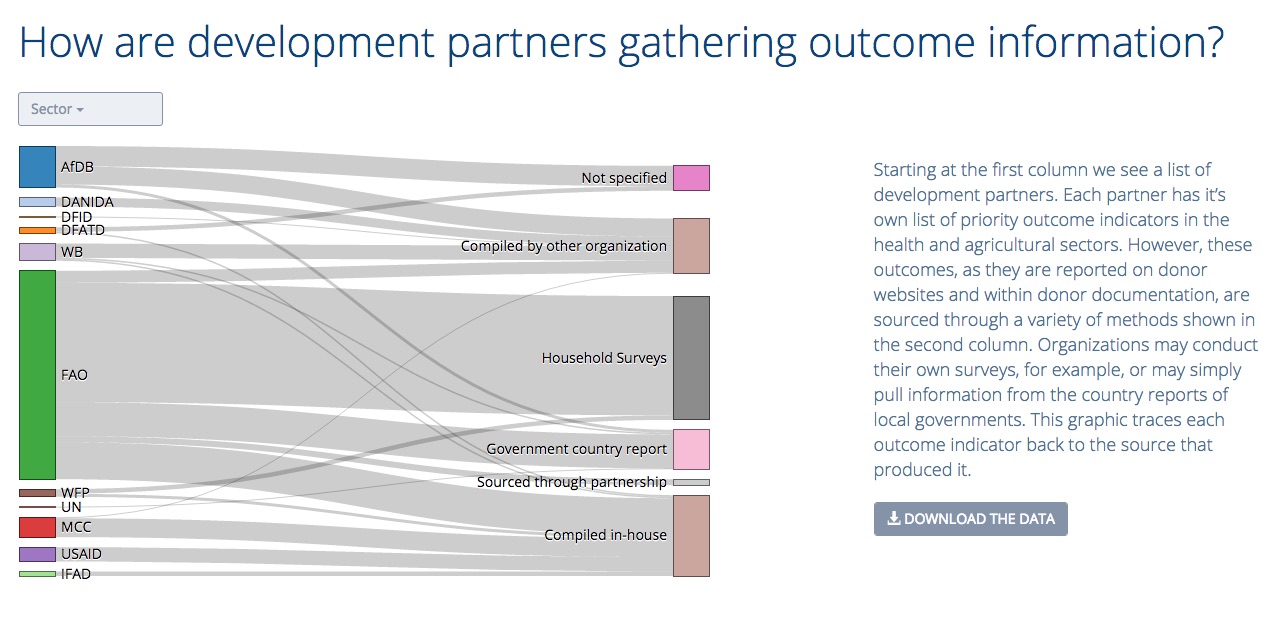 How are development partners gathering outcome information?
Sector
AfDB
DANIDA
DFID
DFATD
WB
FAO
WFP
UN
MCC
USAID
IFAD
Not specified
Compiled by other organization
Household Surveys
Government country report
Sourced through partnership
Compiled in-house
Starting at the first column we see a list of
development partners. Each partner has it’s
own list of priority outcome indicators in the
health and agricultural sectors. However, these
outcomes, as they are reported on donor
websites and within donor documentation, are
sourced through a variety of methods shown in
the second column. Organizations may conduct
their own surveys, for example, or may simply
pull information from the country reports of
local governments. This graphic traces each
outcome indicator back to the source that
produced it.
DOWNLOAD THE DATA